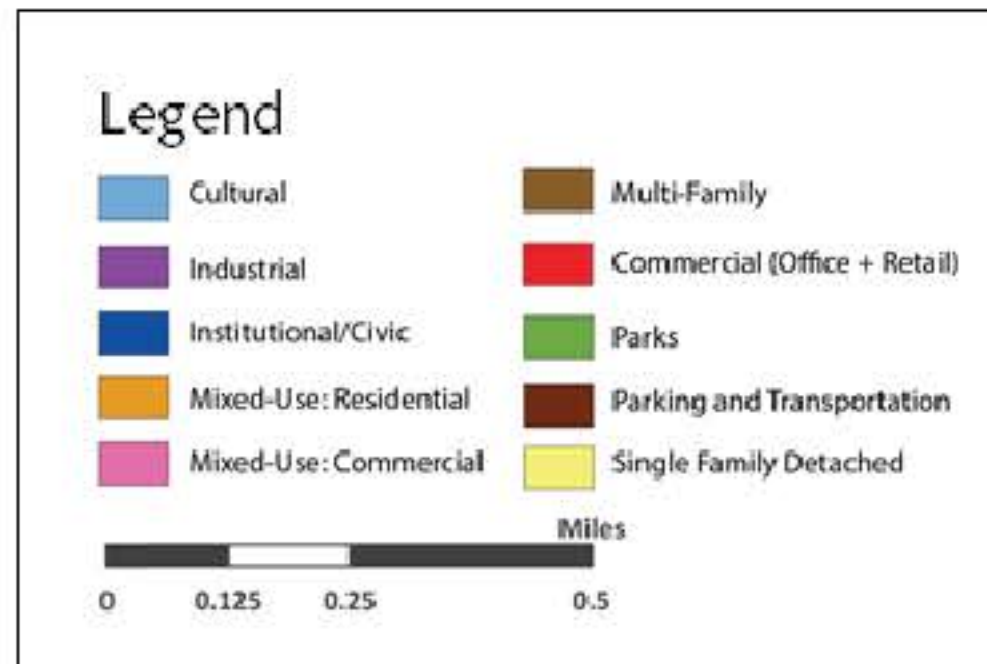 Legend
Cultural
Industrial
Institutional/Civic
Mixed-Use: Residential
Mixed-Use: Commercial
Multi-Family
Commercial (Office + Retail)
Parks
Parking and Transportation
Single Family Detached
Miles
0 0.125 0.25 0.5